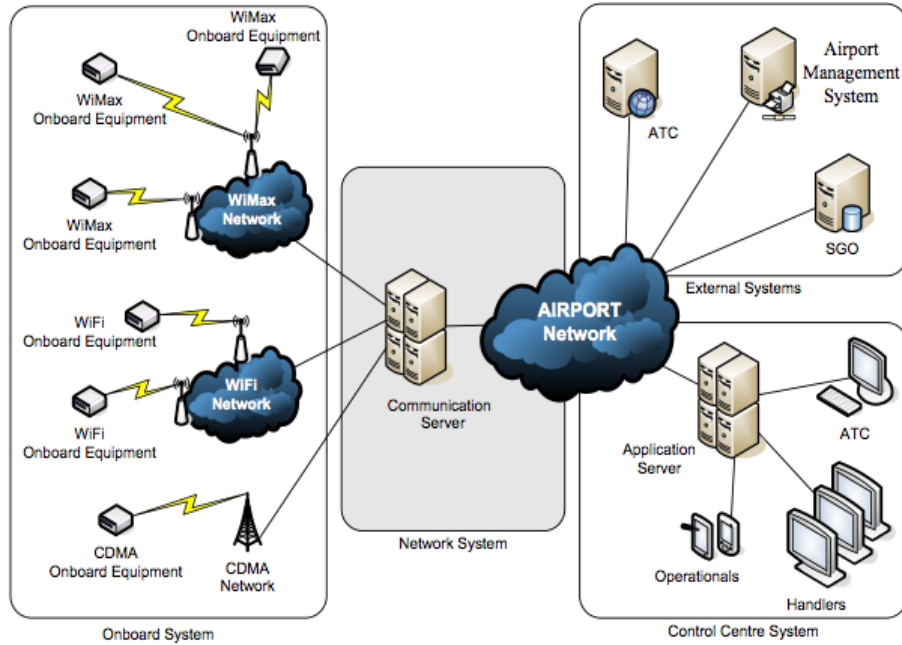 WiMax
Onboard Equipment
WiMax
Onboard Equipment
WiMax
Network
WiMax
Onboard Equipment
WiFi
Onboard Equipment
WiFi
Network
WiFi
Onboard Equipment
CDMA
Onboard Equipment
CDMA
Network
Onboard System
Communication
Server
Network System
AIRPORT
Network
ATC
Airport
Management
System
SGO
External Systems
Application
Server
ATC
Operationals
Handlers
Control Centre System